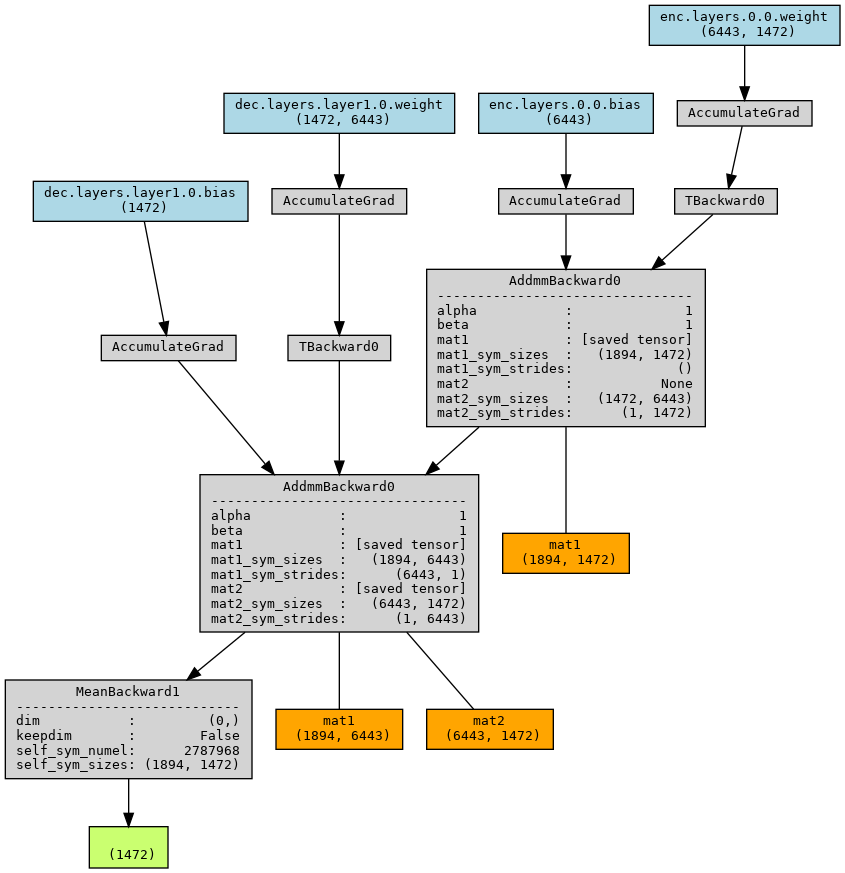 enc.layers.0.0.weight
(6443, 1472)
dec.layers.layer1.0.weight
(1472, 6443)
enc.layers.0.0.bias
(6443)
AccumulateGrad
dec.layers.layer1.0.bias
(1472)
AccumulateGrad
AccumulateGrad
TBackward0
AccumulateGrad
TBackward0
AddmmBackward0
--------------------------------
alpha           :              1
beta            :              1
mat1            : [saved tensor]
mat1_sym_sizes  :   (1894, 1472)
mat1_sym_strides:             ()
mat2            :           None
mat2_sym_sizes  :   (1472, 6443)
mat2_sym_strides:      (1, 1472)
AddmmBackward0
--------------------------------
alpha           :              1
beta            :              1
mat1            : [saved tensor]
mat1_sym_sizes  :   (1894, 6443)
mat1_sym_strides:      (6443, 1)
mat2            : [saved tensor]
mat2_sym_sizes  :   (6443, 1472)
mat2_sym_strides:      (1, 6443)
mat1
(1894, 1472)
MeanBackward1
----------------------------
dim           :         (0,)
keepdim       :        False
self_sym_numel:      2787968
self_sym_sizes: (1894, 1472)
mat1
(1894, 6443)
mat2
(6443, 1472)
(1472)